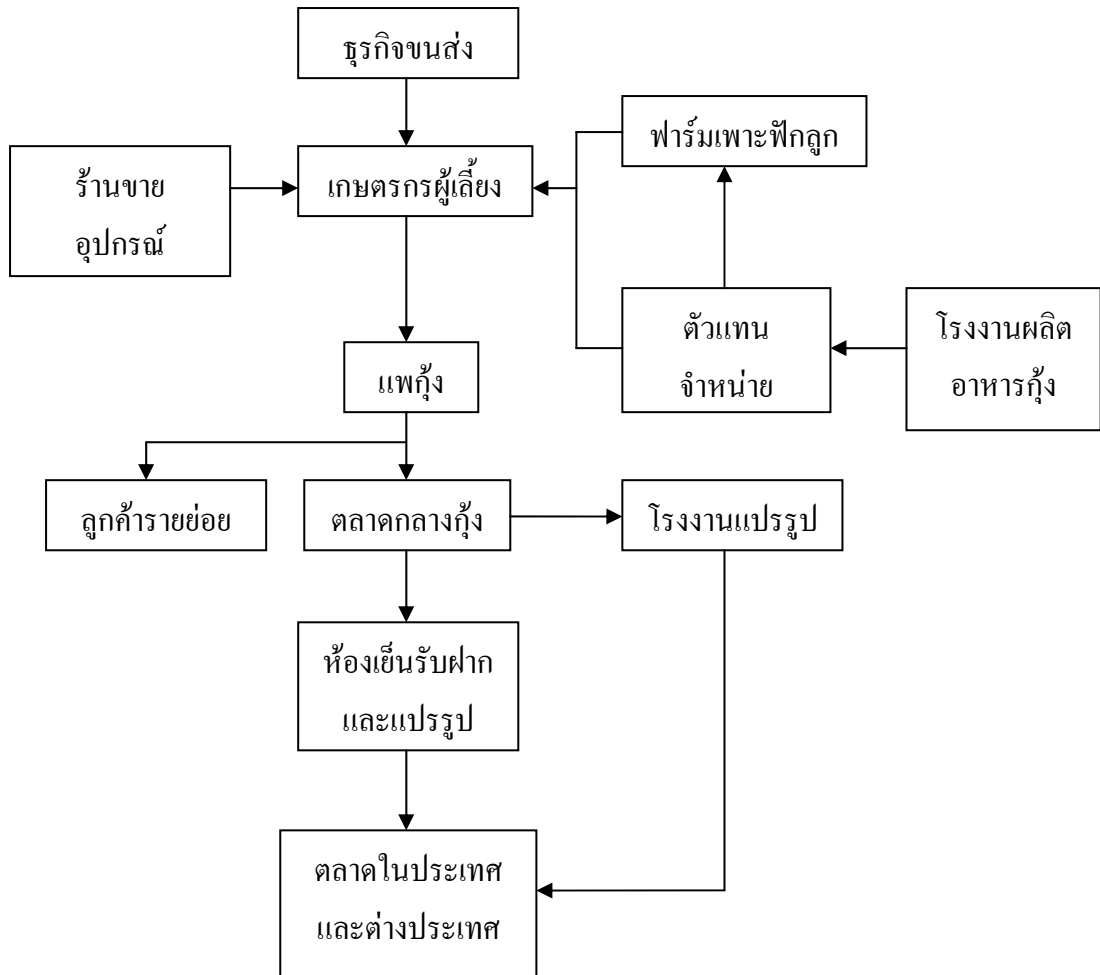 ธุรกิจขนส่ง
ฟาร์มเพาะฟักลูก
ร้านขาย
อุปกรณ์
เกษตรกรผู้เลี้ยง
ตัวแทน
จำหน่าย
โรงงานผลิต
อาหารกุ้ง
แพกุ้ง
ลูกค้ารายย่อย
ตลาดกลางกุ้ง
โรงงานแปรรูป
ห้องเย็นรับฝาก
และแปรรูป
ตลาดในประเทศ
และต่างประเทศ